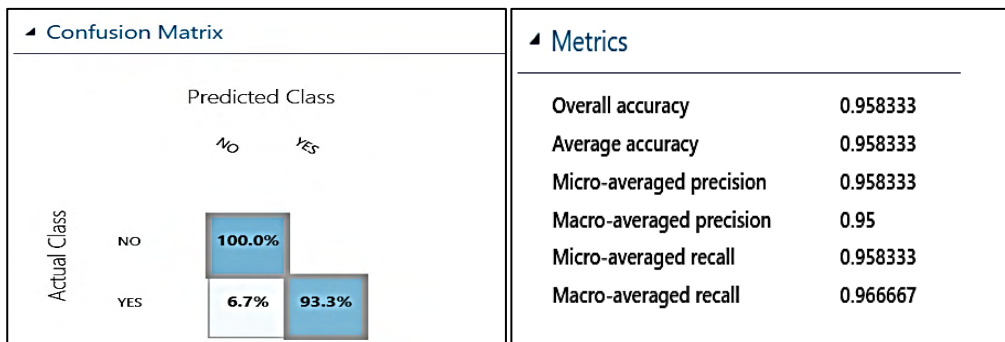 Confusion Matrix
Predicted Class
NO YES
Actual Class
NO 100.0%
YES 6.7% 93.3%
Metrics
Overall accuracy 0.958333
Average accuracy 0.958333
Micro-averaged precision 0.958333
Macro-averaged precision 0.95
Micro-averaged recall 0.958333
Macro-averaged recall 0.966667